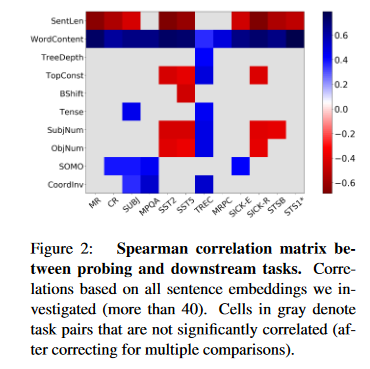 SentLen
WordContent
TreeDepth
TopConst
BShift
Tense
SubjNum
ObjNum
SOMO
CoordInv
MR CR SUBJ MPQA SST2 SST5 TREC MRPC SICK-E SICK-R STSB STS1*
0.6
0.4
0.2
0.0
−0.2
−0.4
−0.6
Figure 2: Spearman correlation matrix be-
tween probing and downstream tasks. Corre-
lations based on all sentence embeddings we in-
vestigated (more than 40). Cells in gray denote
task pairs that are not significantly correlated (af-
ter correcting for multiple comparisons).